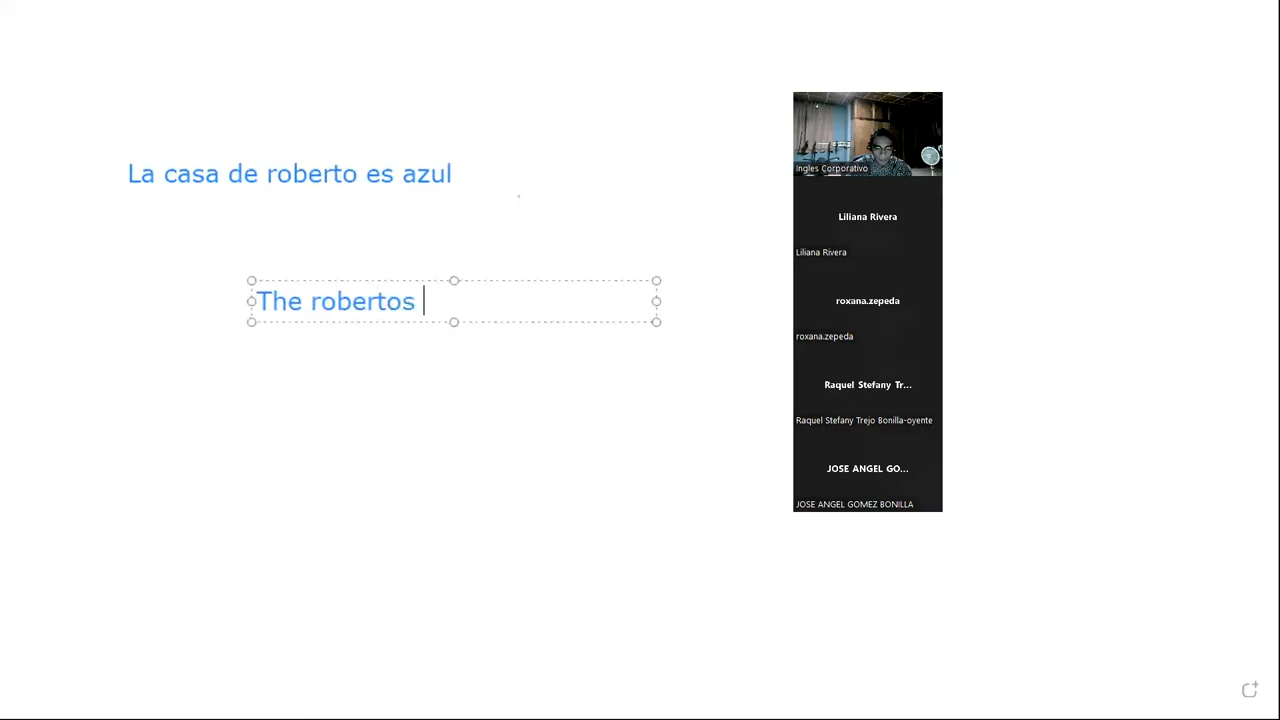 La casa de roberto es azul
The robertos
Ingles Corporativo
Liliana Rivera
Liliana Rivera
roxana.zepeda
roxana.zepeda
Raquel Stefany Tr...
Raquel Stefany Trejo Bonilla-oyente
JOSE ANGEL GO...
JOSE ANGEL GOMEZ BONILLA